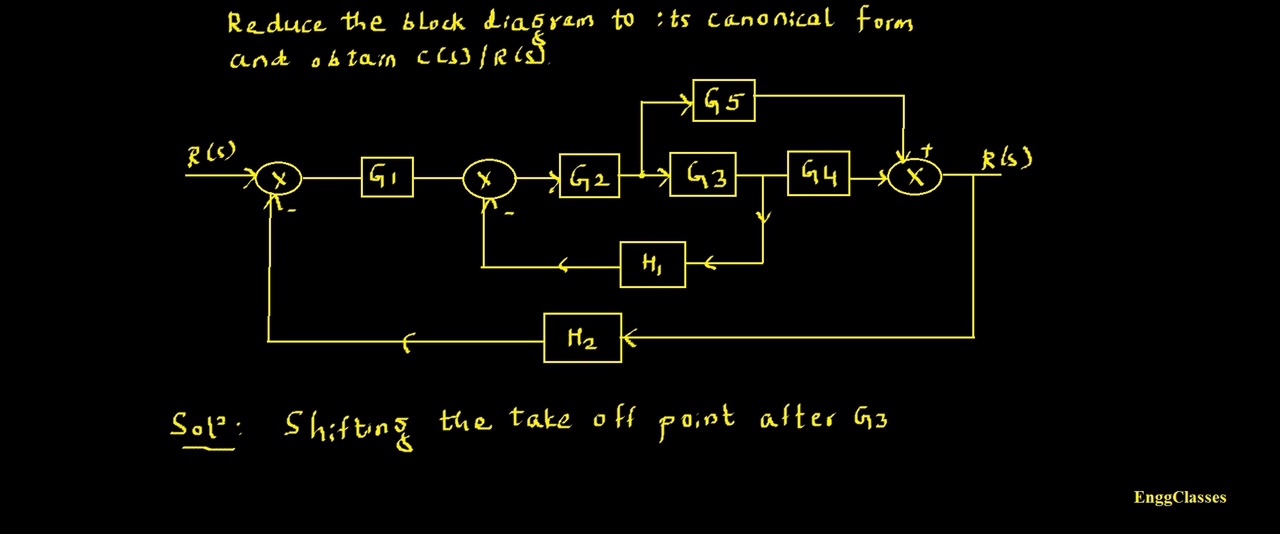 Reduce the block diagram to its canonical form
and obtain C(s)/R(s).
G5
R(s) X G1 X G2 G3 G4 X + R(s)
- -
H1
H2
Solⁿ: Shifting the take off point after G3
EnggClasses